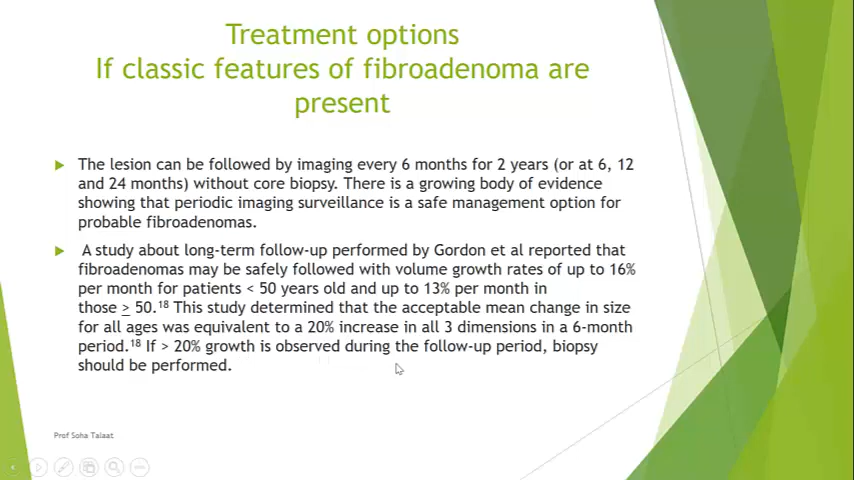 Treatment options
If classic features of fibroadenoma are
present
The lesion can be followed by imaging every 6 months for 2 years (or at 6, 12
and 24 months) without core biopsy. There is a growing body of evidence
showing that periodic imaging surveillance is a safe management option for
probable fibroadenomas.
A study about long-term follow-up performed by Gordon et al reported that
fibroadenomas may be safely followed with volume growth rates of up to 16%
per month for patients < 50 years old and up to 13% per month in
those ≥ 50.¹⁸ This study determined that the acceptable mean change in size
for all ages was equivalent to a 20% increase in all 3 dimensions in a 6-month
period.¹⁸ If > 20% growth is observed during the follow-up period, biopsy
should be performed.
Prof Soha Talaat